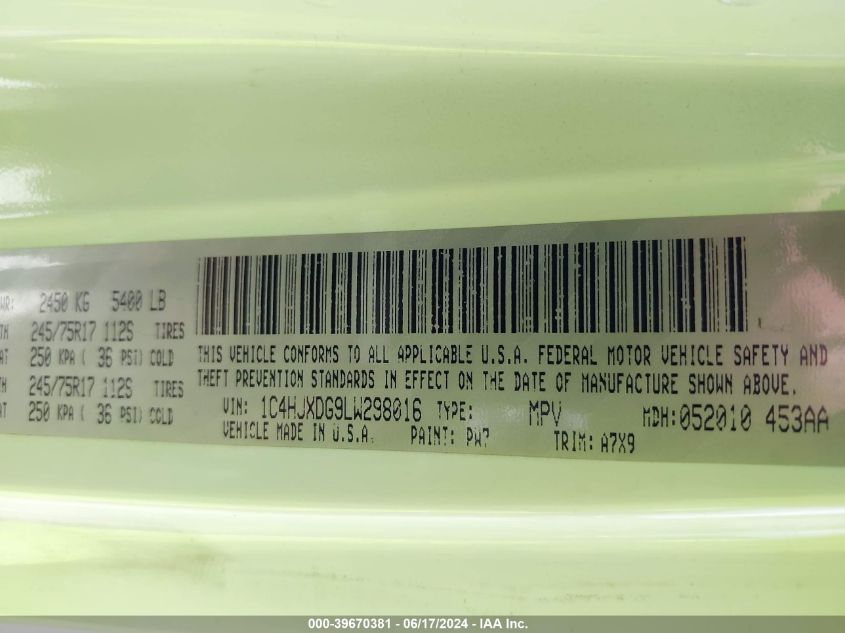 WR: 2450 KG 5400 LB
TH 245/75R17 112S TIRES
AT 250 KPA ( 36 PSI) COLD
TH 245/75R17 112S TIRES
AT 250 KPA ( 36 PSI) COLD
THIS VEHICLE CONFORMS TO ALL APPLICABLE U.S.A. FEDERAL MOTOR VEHICLE SAFETY AND
THEFT PREVENTION STANDARDS IN EFFECT ON THE DATE OF MANUFACTURE SHOWN ABOVE.
VIN: 1C4HJXDG9LW298016 TYPE: MPV MDH:052010 453AA
VEHICLE MADE IN U.S.A. PAINT: PW7 TRIM: A7X9
000-39670381 - 06/17/2024 - IAA Inc.